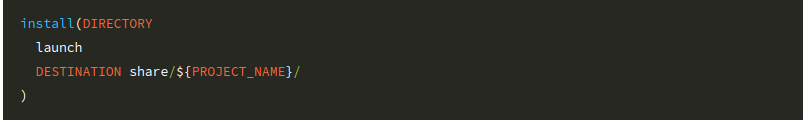 install(DIRECTORY
  launch
  DESTINATION share/${PROJECT_NAME}/
)